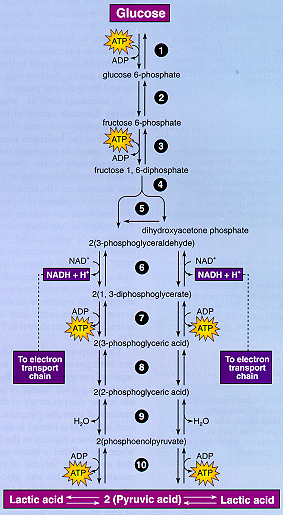 Glucose
ATP
ADP
1
glucose 6-phosphate
2
fructose 6-phosphate
ATP
ADP
3
fructose 1, 6-diphosphate
4
5
dihydroxyacetone phosphate
2(3-phosphoglyceraldehyde)
NAD⁺ 6 NAD⁺
NADH + H⁺ NADH + H⁺
2(1, 3-diphosphoglycerate)
ADP 7 ADP
ATP ATP
2(3-phosphoglyceric acid)
To electron transport chain
8
To electron transport chain
2(2-phosphoglyceric acid)
H₂O 9 H₂O
2(phosphoenolpyruvate)
ADP 10 ADP
ATP ATP
Lactic acid 2 (Pyruvic acid) Lactic acid